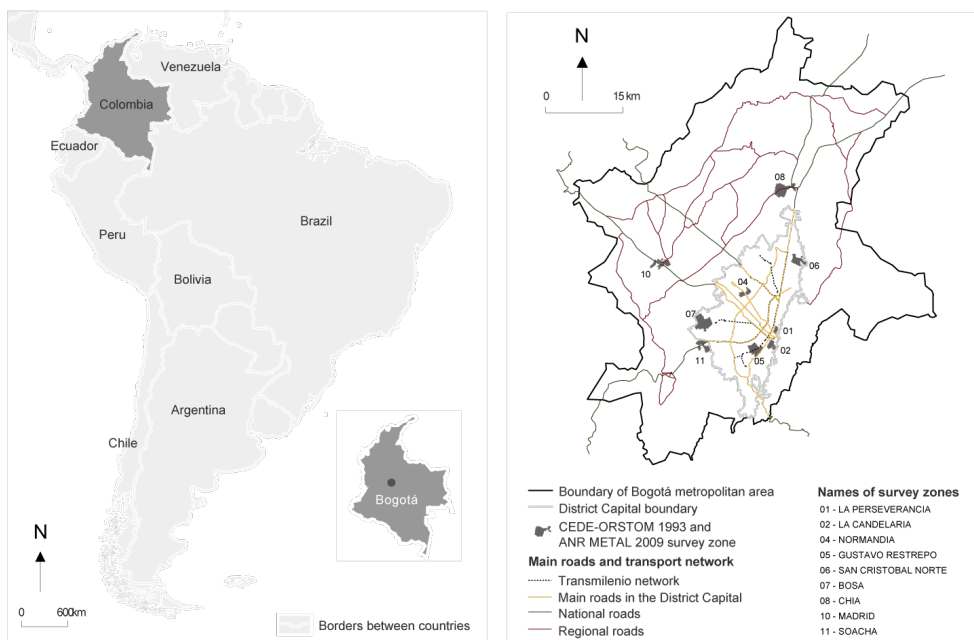 Venezuela
Colombia
Ecuador
Brazil
Peru
Bolivia
Argentina
Chile
Bogotá
N
0 600km
Borders between countries
N
0 15 km
08
06
10
04
07
01
02
05
11
Boundary of Bogotá metropolitan area
District Capital boundary
CEDE-ORSTOM 1993 and
ANR METAL 2009 survey zone
Main roads and transport network
Transmilenio network
Main roads in the District Capital
National roads
Regional roads
Names of survey zones
01 - LA PERSEVERANCIA
02 - LA CANDELARIA
04 - NORMANDIA
05 - GUSTAVO RESTREPO
06 - SAN CRISTOBAL NORTE
07 - BOSA
08 - CHIA
10 - MADRID
11 - SOACHA